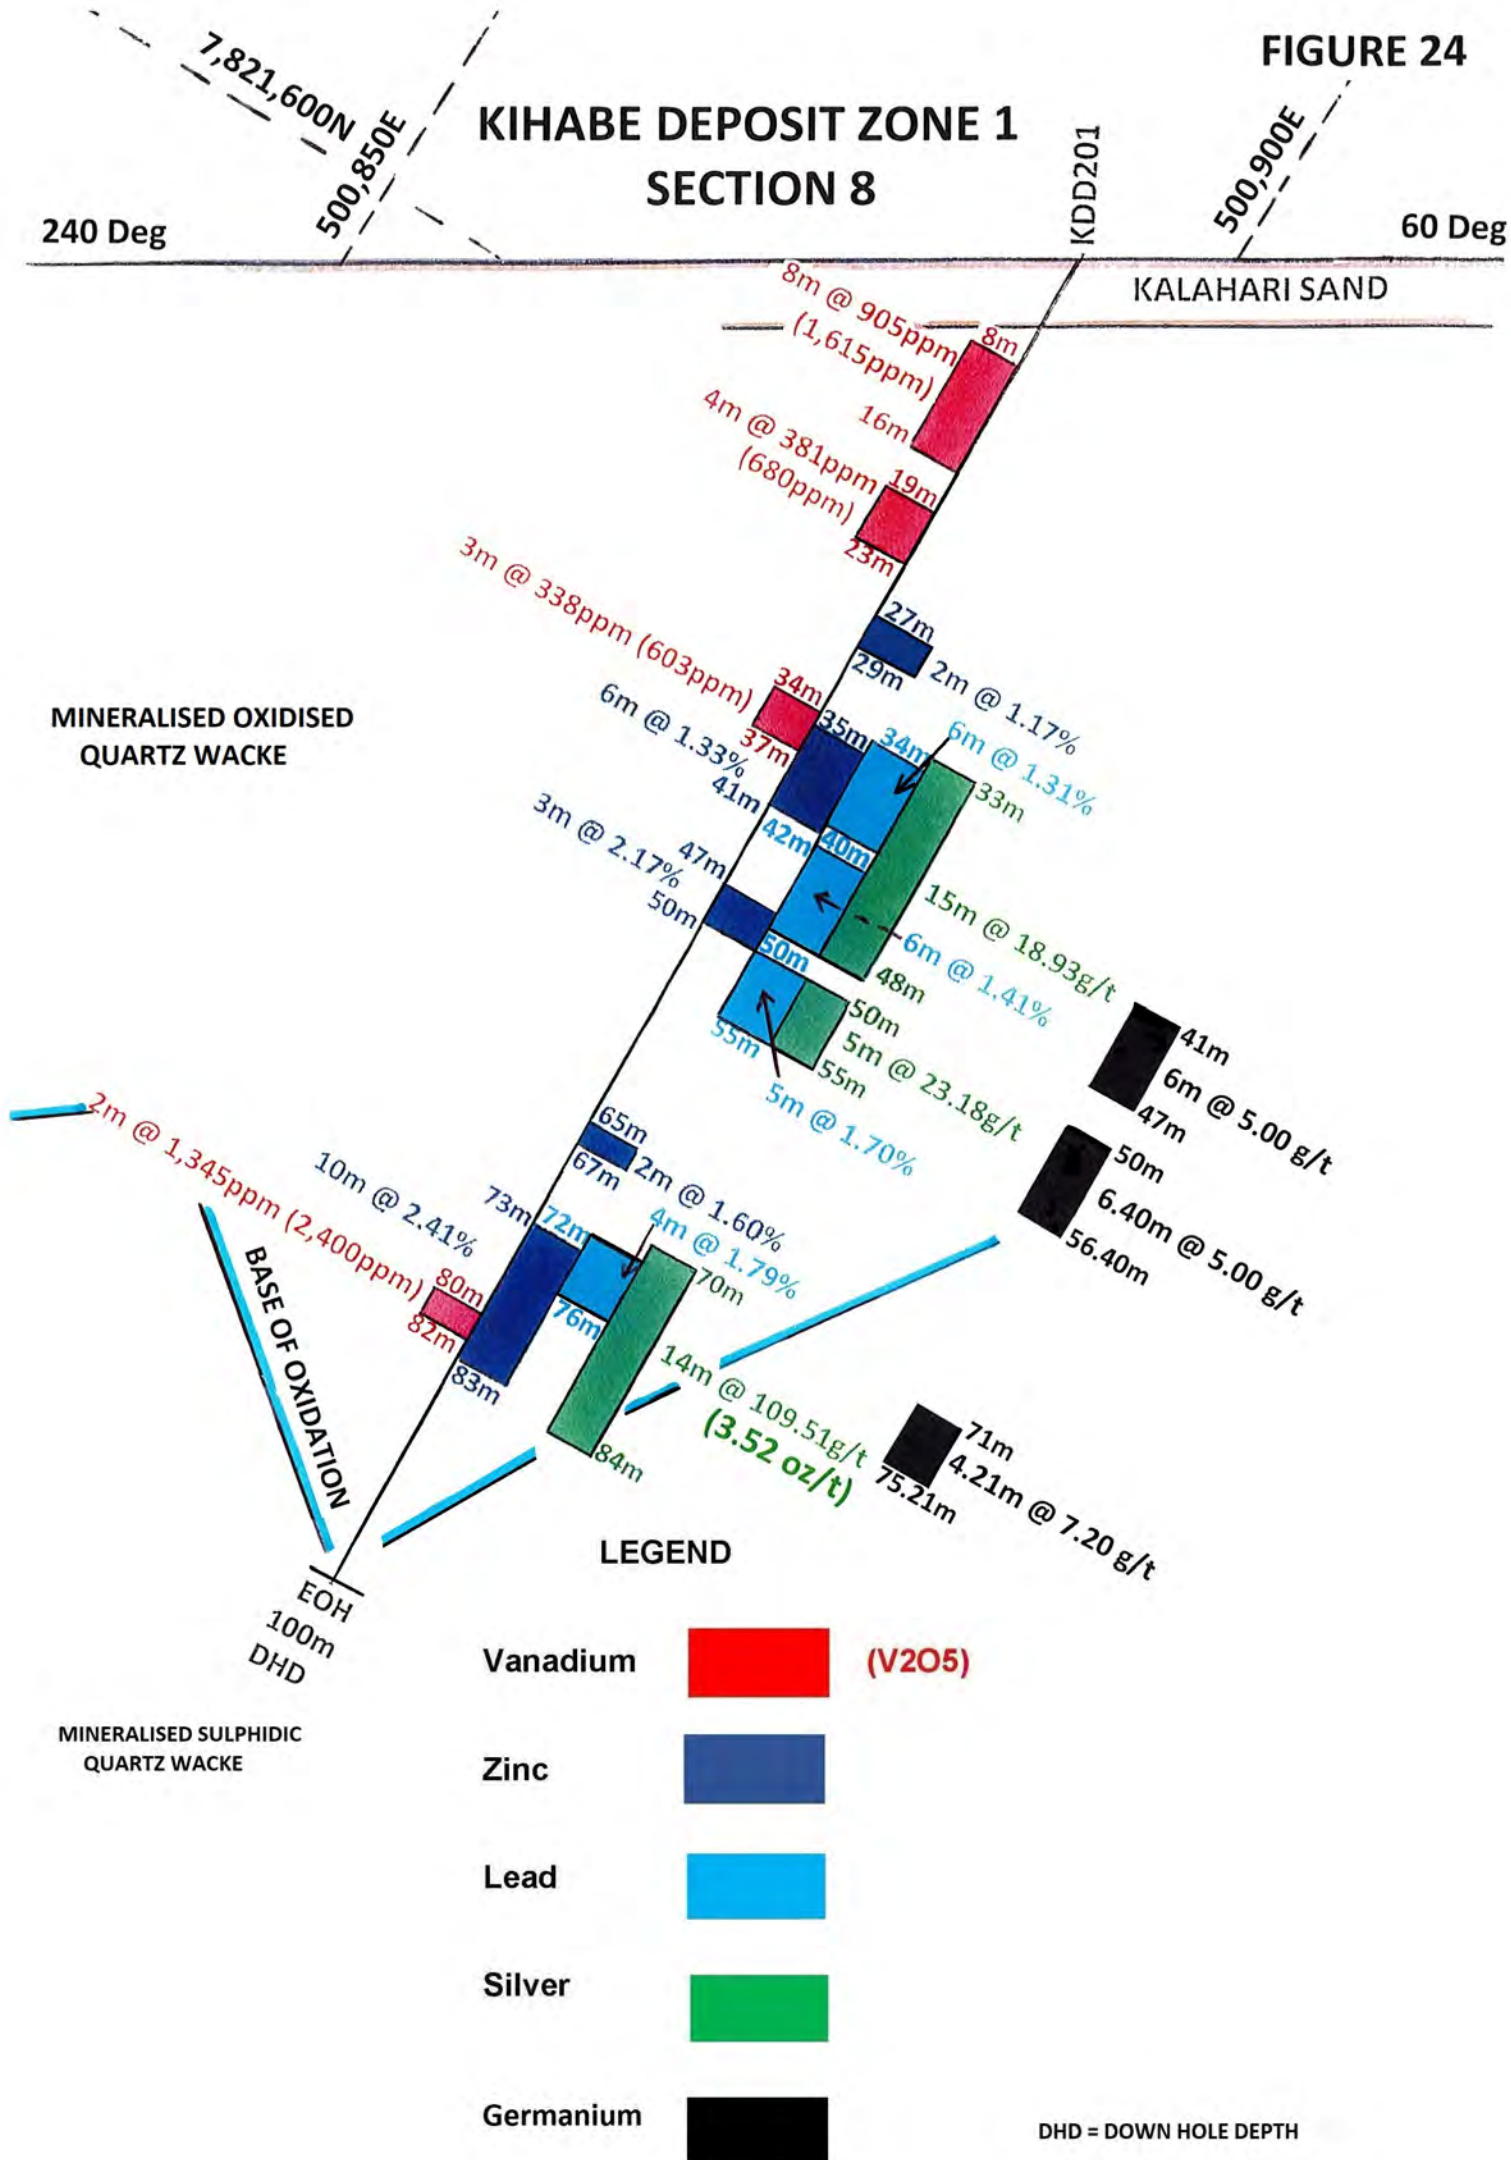 FIGURE 24
7,821,600N
500,850E
KIHABE DEPOSIT ZONE 1
SECTION 8
KDD201
500,900E
240 Deg
60 Deg
KALAHARI SAND
8m @ 905ppm
(1,615ppm)
8m
16m
4m @ 381ppm
(680ppm)
19m
23m
3m @ 338ppm (603ppm)
27m
29m
2m @ 1.17%
MINERALISED OXIDISED
QUARTZ WACKE
34m
37m
6m @ 1.33%
35m
41m
34m
6m @ 1.31%
40m
33m
3m @ 2.17%
47m
50m
42m
15m @ 18.93g/t
6m @ 1.41%
48m
50m
55m
5m @ 1.70%
50m
5m @ 23.18g/t
55m
41m
6m @ 5.00 g/t
47m
50m
6.40m @ 5.00 g/t
56.40m
2m @ 1,345ppm (2,400ppm)
65m
67m
2m @ 1.60%
10m @ 2.41%
73m
72m
4m @ 1.79%
70m
76m
80m
82m
83m
BASE OF OXIDATION
14m @ 109.51g/t
(3.52 oz/t)
84m
71m
4.21m @ 7.20 g/t
75.21m
EOH
100m
DHD
LEGEND
Vanadium
(V2O5)
MINERALISED SULPHIDIC
QUARTZ WACKE
Zinc
Lead
Silver
Germanium
DHD = DOWN HOLE DEPTH